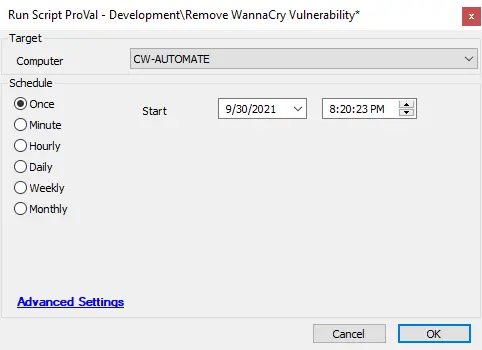 Run Script ProVal - Development\Remove WannaCry Vulnerability*
x
Target
Computer CW-AUTOMATE
Schedule
Once Start 9/30/2021 8:20:23 PM
Minute
Hourly
Daily
Weekly
Monthly
Advanced Settings
Cancel OK